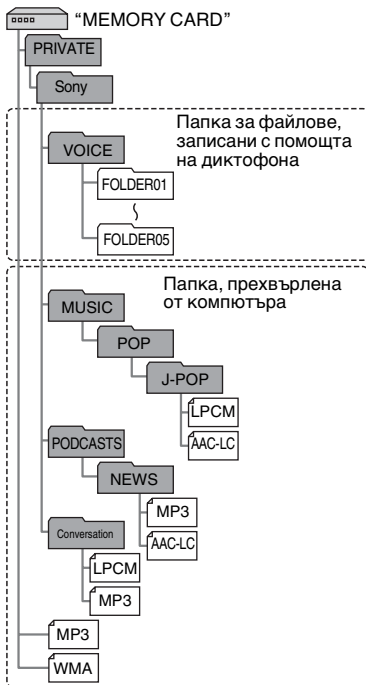 “MEMORY CARD”
PRIVATE
Sony
Папка за файлове,
записани с помощта
на диктофона
VOICE
FOLDER01
FOLDER05
Папка, прехвърлена
от компютъра
MUSIC
POP
J-POP
LPCM
AAC-LC
PODCASTS
NEWS
MP3
AAC-LC
Conversation
LPCM
MP3
MP3
WMA